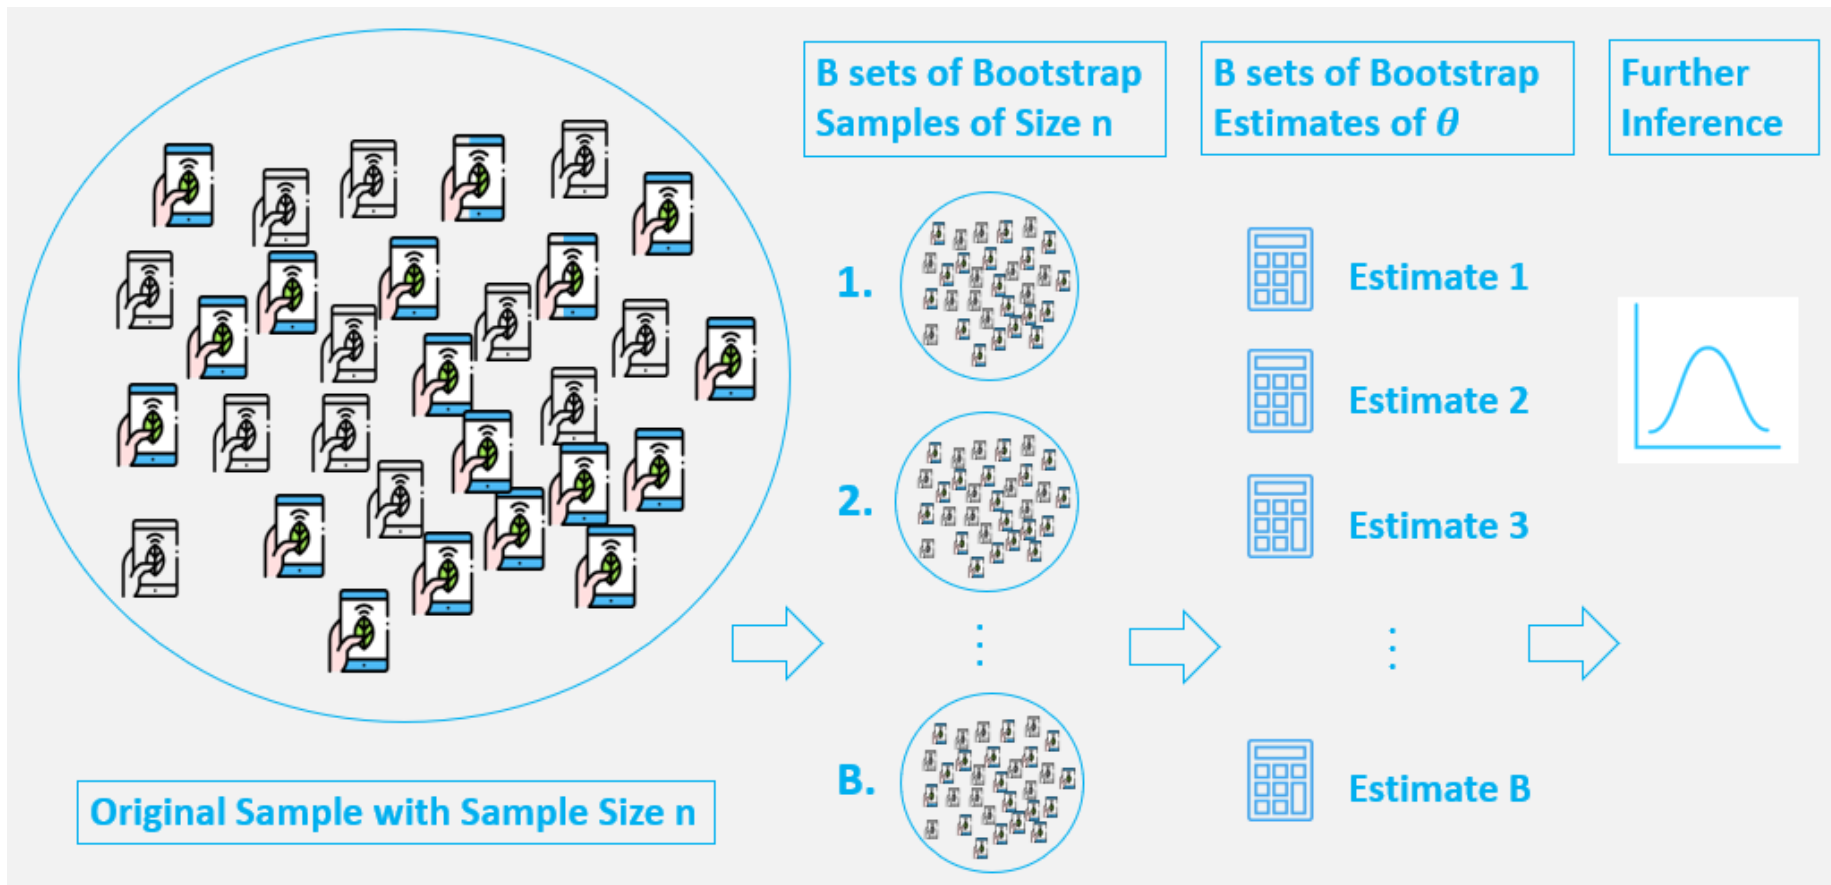 B sets of Bootstrap
Samples of Size n
B sets of Bootstrap
Estimates of θ
Further
Inference
1.
Estimate 1
Estimate 2
2.
Estimate 3
⋮
⋮
B.
Estimate B
Original Sample with Sample Size n